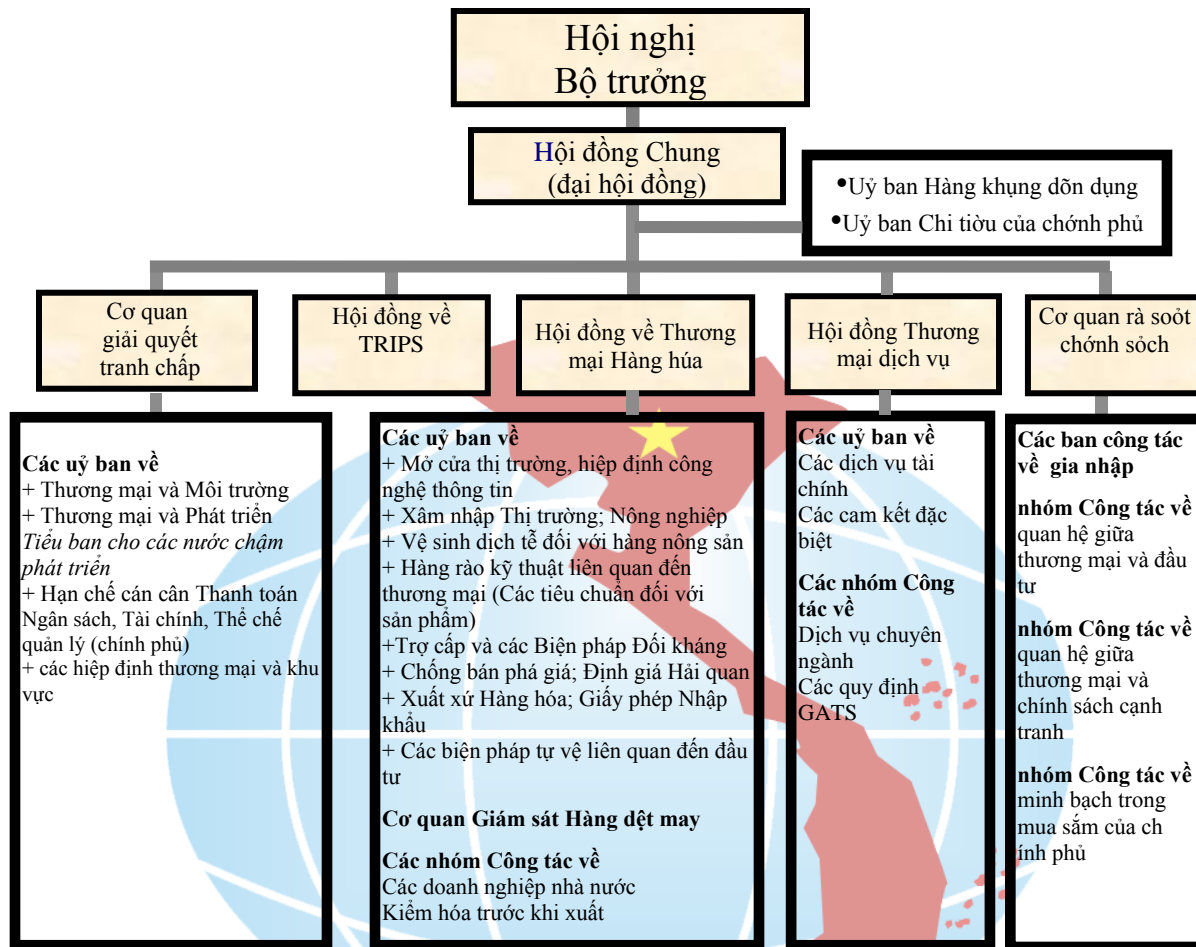 Hội nghị
Bộ trưởng
Hội đồng Chung
(đại hội đồng)
•Uỷ ban Hàng khụng dõn dụng
•Uỷ ban Chi tiờu của chớnh phủ
Cơ quan
giải quyết
tranh chấp
Hội đồng về
TRIPS
Hội đồng về Thương
mại Hàng húa
Hội đồng Thương
mại dịch vụ
Cơ quan rà soỏt
chớnh sỏch
Các uỷ ban về
+ Thương mại và Môi trường
+ Thương mại và Phát triển
Tiểu ban cho các nước chậm
phát triển
+ Hạn chế cán cân Thanh toán
Ngân sách, Tài chính, Thể chế
quản lý (chính phủ)
+ các hiệp định thương mại và khu
vực
Các uỷ ban về
+ Mở cửa thị trường, hiệp định công
nghệ thông tin
+ Xâm nhập Thị trường; Nông nghiệp
+ Vệ sinh dịch tễ đối với hàng nông sản
+ Hàng rào kỹ thuật liên quan đến
thương mại (Các tiêu chuẩn đối với
sản phẩm)
+Trợ cấp và các Biện pháp Đối kháng
+ Chống bán phá giá; Định giá Hải quan
+ Xuất xứ Hàng hóa; Giấy phép Nhập
khẩu
+ Các biện pháp tự vệ liên quan đến đầu
tư
Cơ quan Giám sát Hàng dệt may
Các nhóm Công tác về
Các doanh nghiệp nhà nước
Kiểm hóa trước khi xuất
Các uỷ ban về
Các dịch vụ tài
chính
Các cam kết đặc
biệt
Các nhóm Công
tác về
Dịch vụ chuyên
ngành
Các quy định
GATS
Các ban công tác
về gia nhập
nhóm Công tác về
quan hệ giữa
thương mại và đầu
tư
nhóm Công tác về
quan hệ giữa
thương mại và
chính sách cạnh
tranh
nhóm Công tác về
minh bạch trong
mua sắm của ch
ính phủ